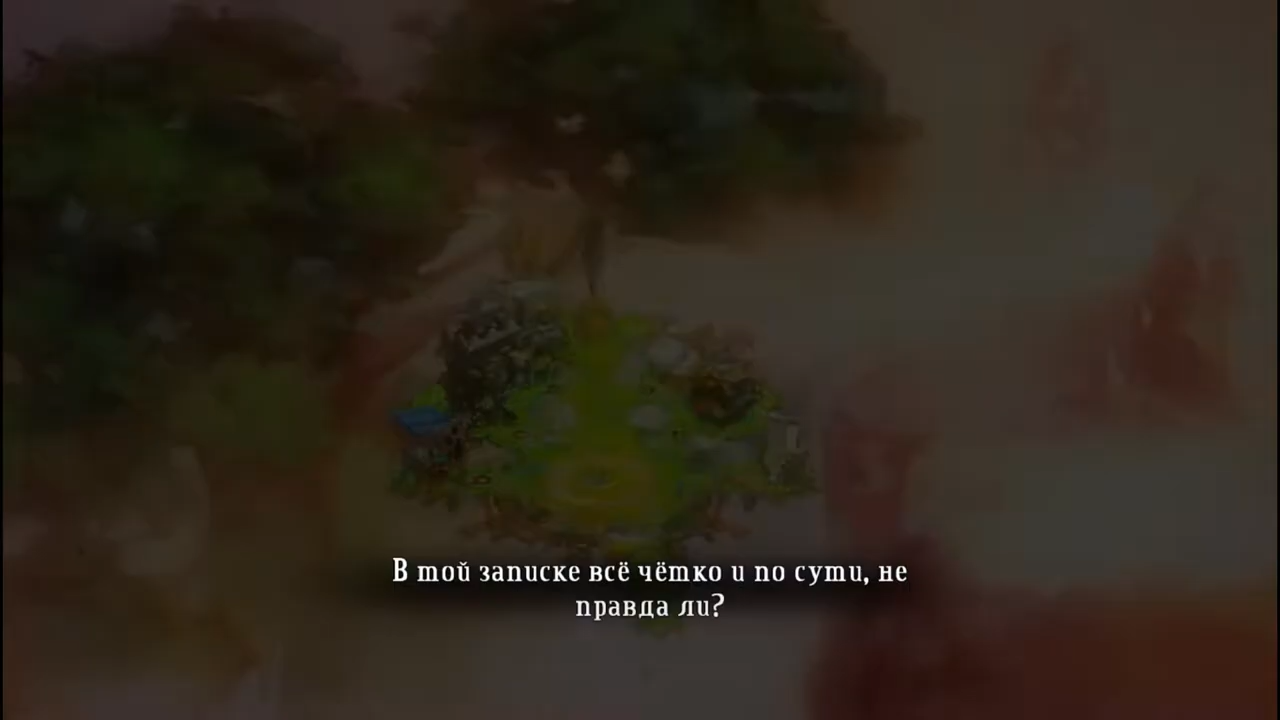 В той записке всё чётко и по сути, не
правда ли?